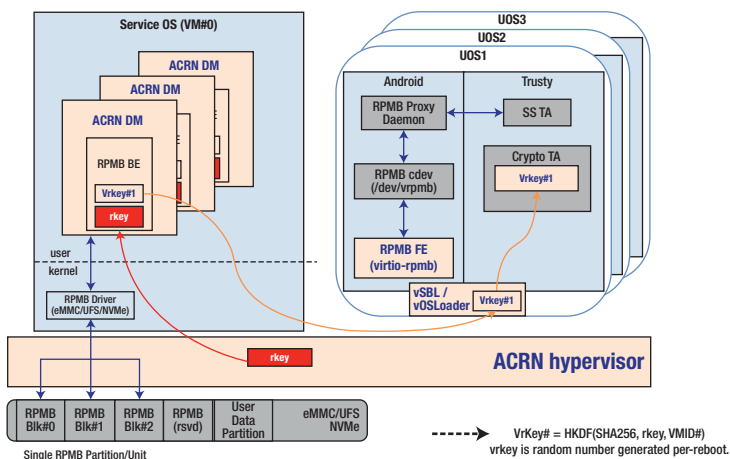 Service OS (VM#0)
ACRN DM
ACRN DM
ACRN DM
E
RPMB BE
Vrkey#1
rkey
user
kernel
RPMB Driver
(eMMC/UFS/NVMe)
UOS3
UOS2
UOS1
Android
Trusty
RPMB Proxy
Daemon
SS TA
RPMB cdev
(/dev/vrpmb)
Crypto TA
Vrkey#1
RPMB FE
(virtio-rpmb)
vSBL /
vOSLoader
Vrkey#1
rkey
ACRN hypervisor
RPMB
Blk#0
RPMB
Blk#1
RPMB
Blk#2
RPMB
(rsvd)
User
Data
Partition
eMMC/UFS
NVMe
Single RPMB Partition/Unit
VrKey# = HKDF(SHA256, rkey, VMID#)
vrkey is random number generated per-reboot.